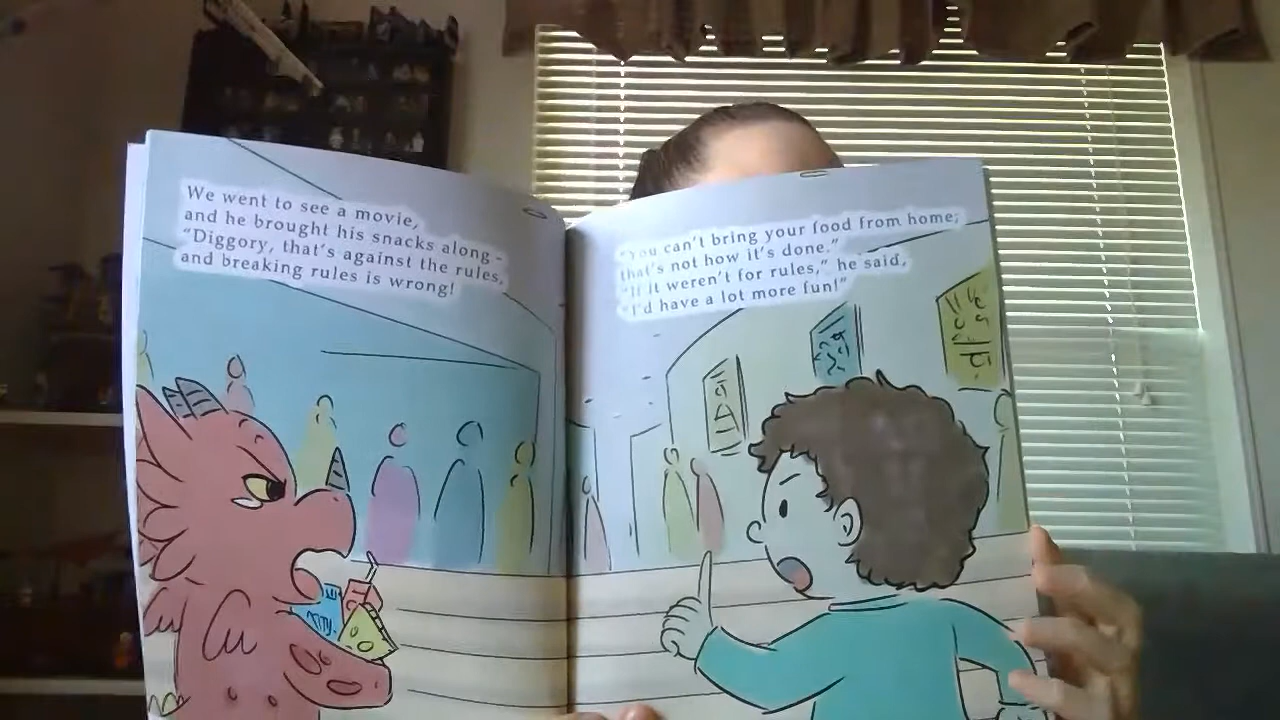 We went to see a movie,
and he brought his snacks along -
"Diggory, that's against the rules,
and breaking rules is wrong!
"You can't bring your food from home;
that's not how it's done."
"If it weren't for rules," he said,
"I'd have a lot more fun!"